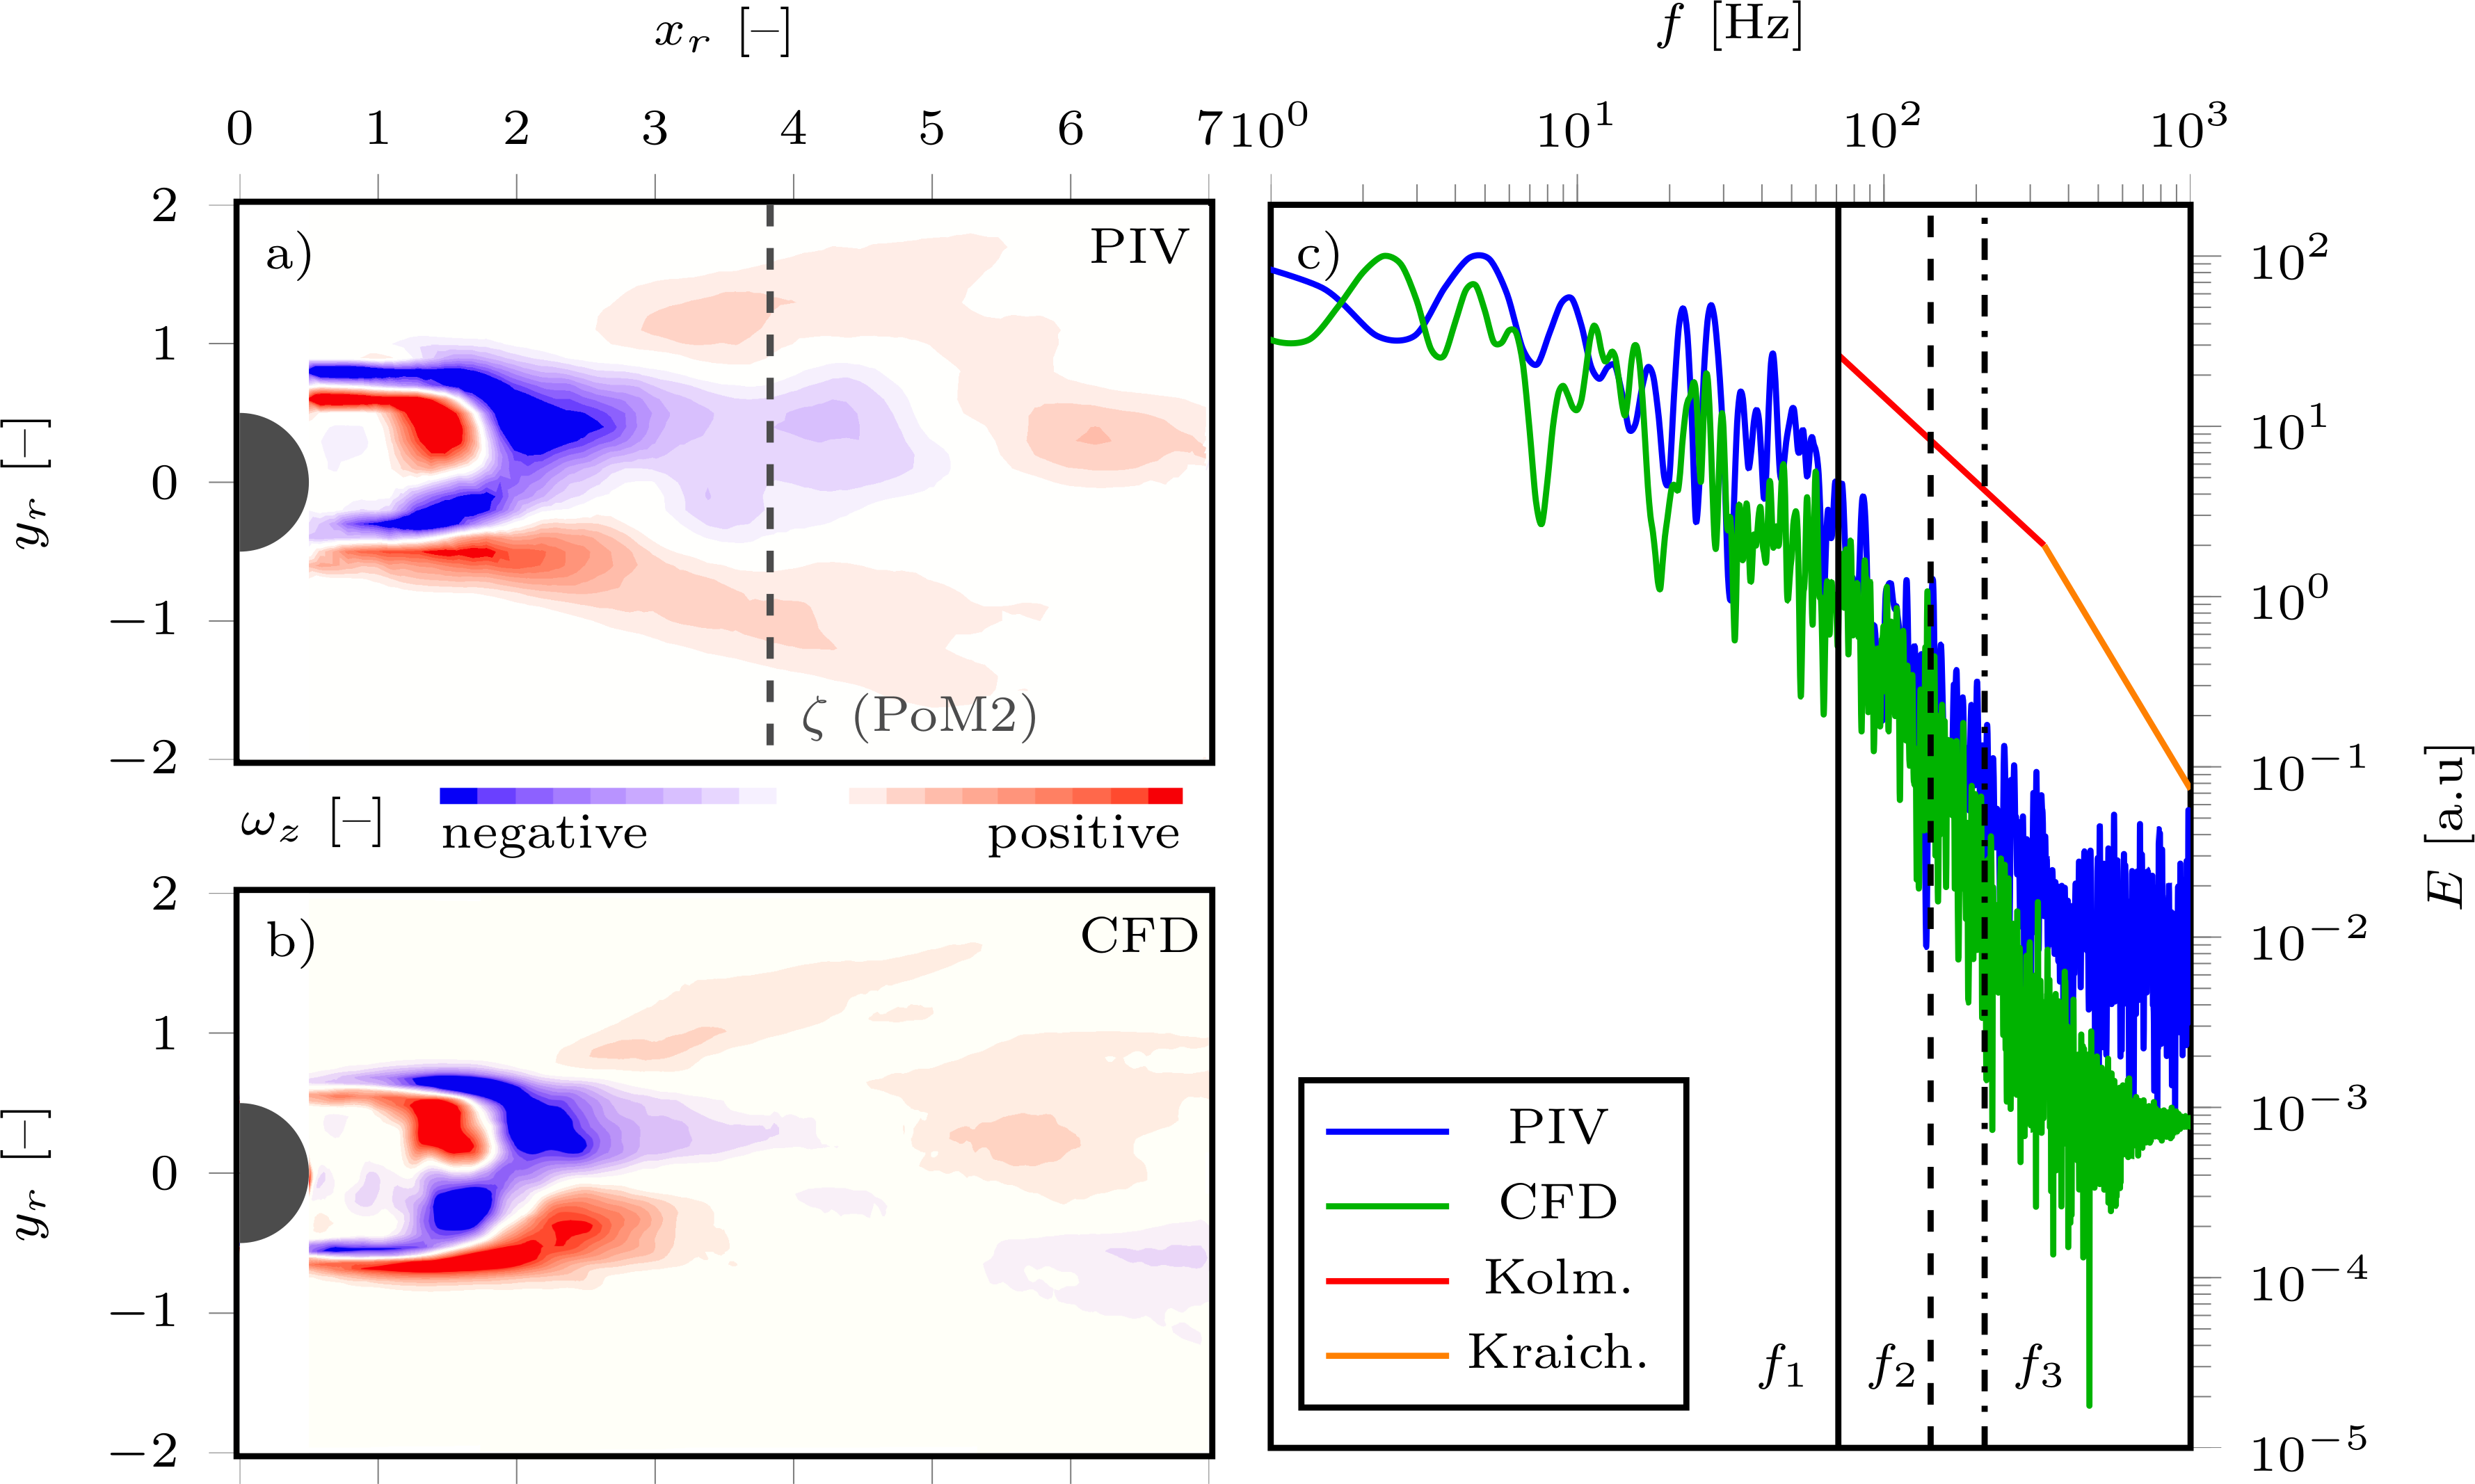 x_r [–]
f [Hz]
0 1 2 3 4 5 6 7
10^0 10^1 10^2 10^3
a)
PIV
2
1
0
−1
−2
y_r [–]
ζ (PoM2)
ω_z [–]
negative
positive
b)
CFD
2
1
0
−1
−2
y_r [–]
c)
10^2
10^1
10^0
10^−1
10^−2
10^−3
10^−4
10^−5
E [a.u]
PIV
CFD
Kolm.
Kraich.
f_1 f_2 f_3